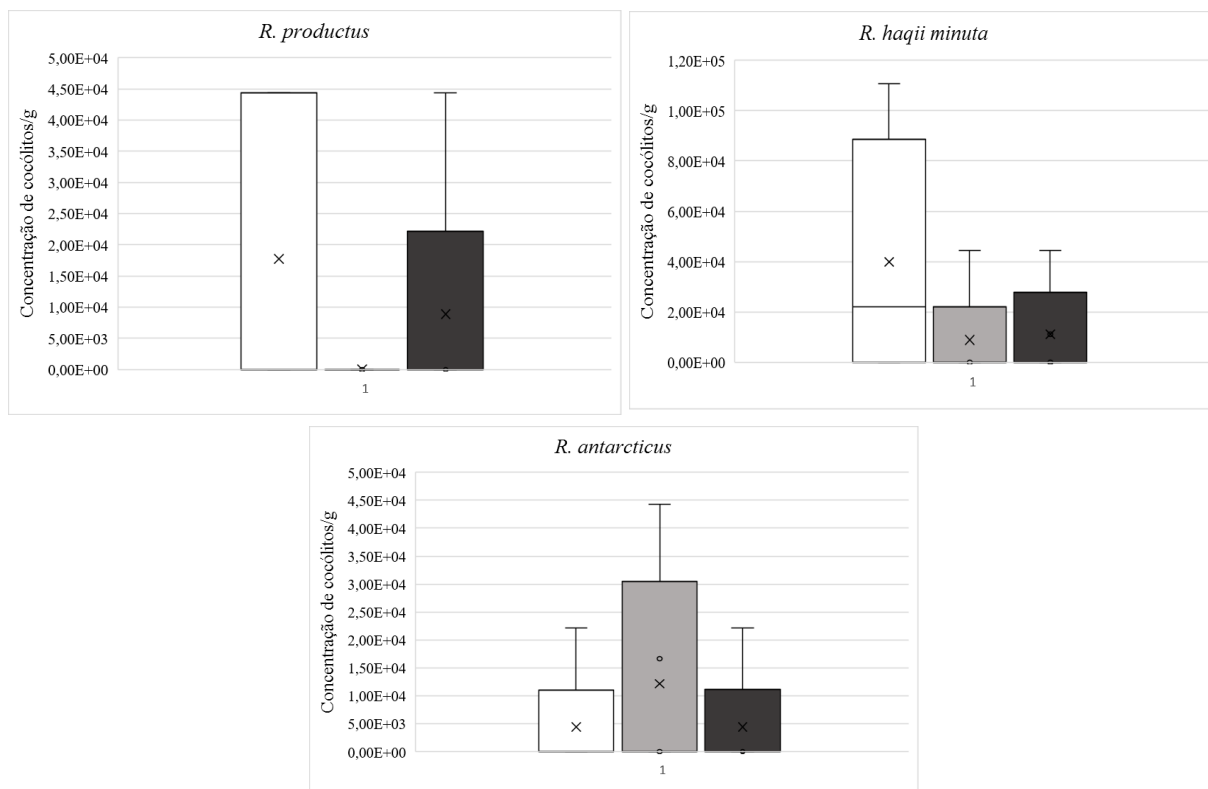 R. productus
Concentração de cocólitos/g
5,00E+04
4,50E+04
4,00E+04
3,50E+04
3,00E+04
2,50E+04
2,00E+04
1,50E+04
1,00E+04
5,00E+03
0,00E+00
1
R. haqii minuta
Concentração de cocólitos/g
1,20E+05
1,00E+05
8,00E+04
6,00E+04
4,00E+04
2,00E+04
0,00E+00
1
R. antarcticus
Concentração de cocólitos/g
5,00E+04
4,50E+04
4,00E+04
3,50E+04
3,00E+04
2,50E+04
2,00E+04
1,50E+04
1,00E+04
5,00E+03
0,00E+00
1